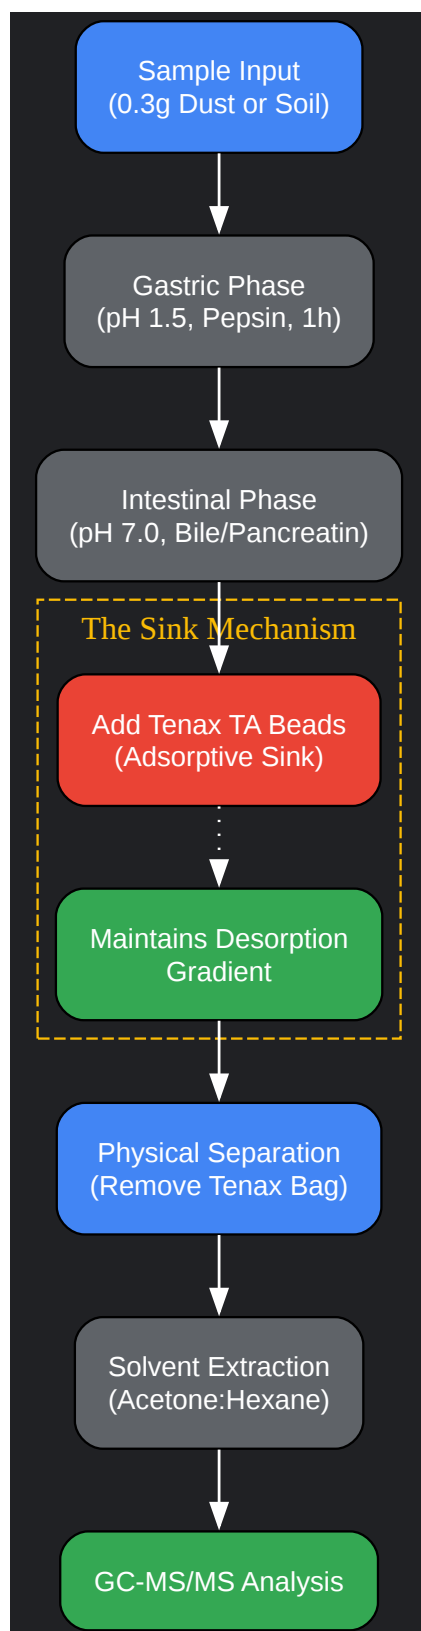 Sample Input
(0.3g Dust or Soil)
Gastric Phase
(pH 1.5, Pepsin, 1h)
Intestinal Phase
(pH 7.0, Bile/Pancreatin)
The Sink Mechanism
Add Tenax TA Beads
(Adsorptive Sink)
Maintains Desorption
Gradient
Physical Separation
(Remove Tenax Bag)
Solvent Extraction
(Acetone:Hexane)
GC-MS/MS Analysis